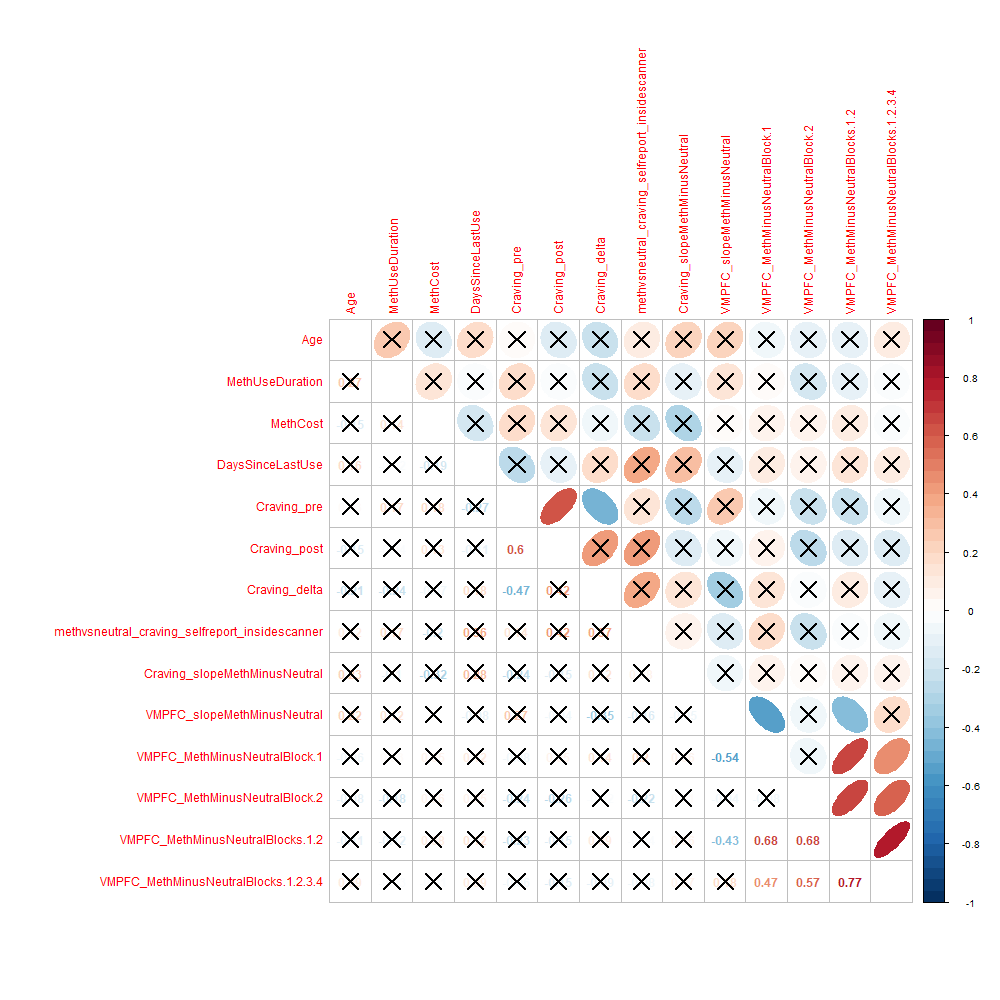 Age
MethUseDuration
MethCost
DaysSinceLastUse
Craving_pre
Craving_post
Craving_delta
methvsneutral_craving_selfreport_insidescanner
Craving_slopeMethMinusNeutral
VMPFC_slopeMethMinusNeutral
VMPFC_MethMinusNeutralBlock.1
VMPFC_MethMinusNeutralBlock.2
VMPFC_MethMinusNeutralBlocks.1.2
VMPFC_MethMinusNeutralBlocks.1.2.3.4
Age
MethUseDuration
MethCost
DaysSinceLastUse
Craving_pre
Craving_post 0.6
Craving_delta -0.47
methvsneutral_craving_selfreport_insidescanner
Craving_slopeMethMinusNeutral
VMPFC_slopeMethMinusNeutral
VMPFC_MethMinusNeutralBlock.1 -0.54
VMPFC_MethMinusNeutralBlock.2
VMPFC_MethMinusNeutralBlocks.1.2 -0.43 0.68 0.68
VMPFC_MethMinusNeutralBlocks.1.2.3.4 0.47 0.57 0.77
1
0.8
0.6
0.4
0.2
0
-0.2
-0.4
-0.6
-0.8
-1